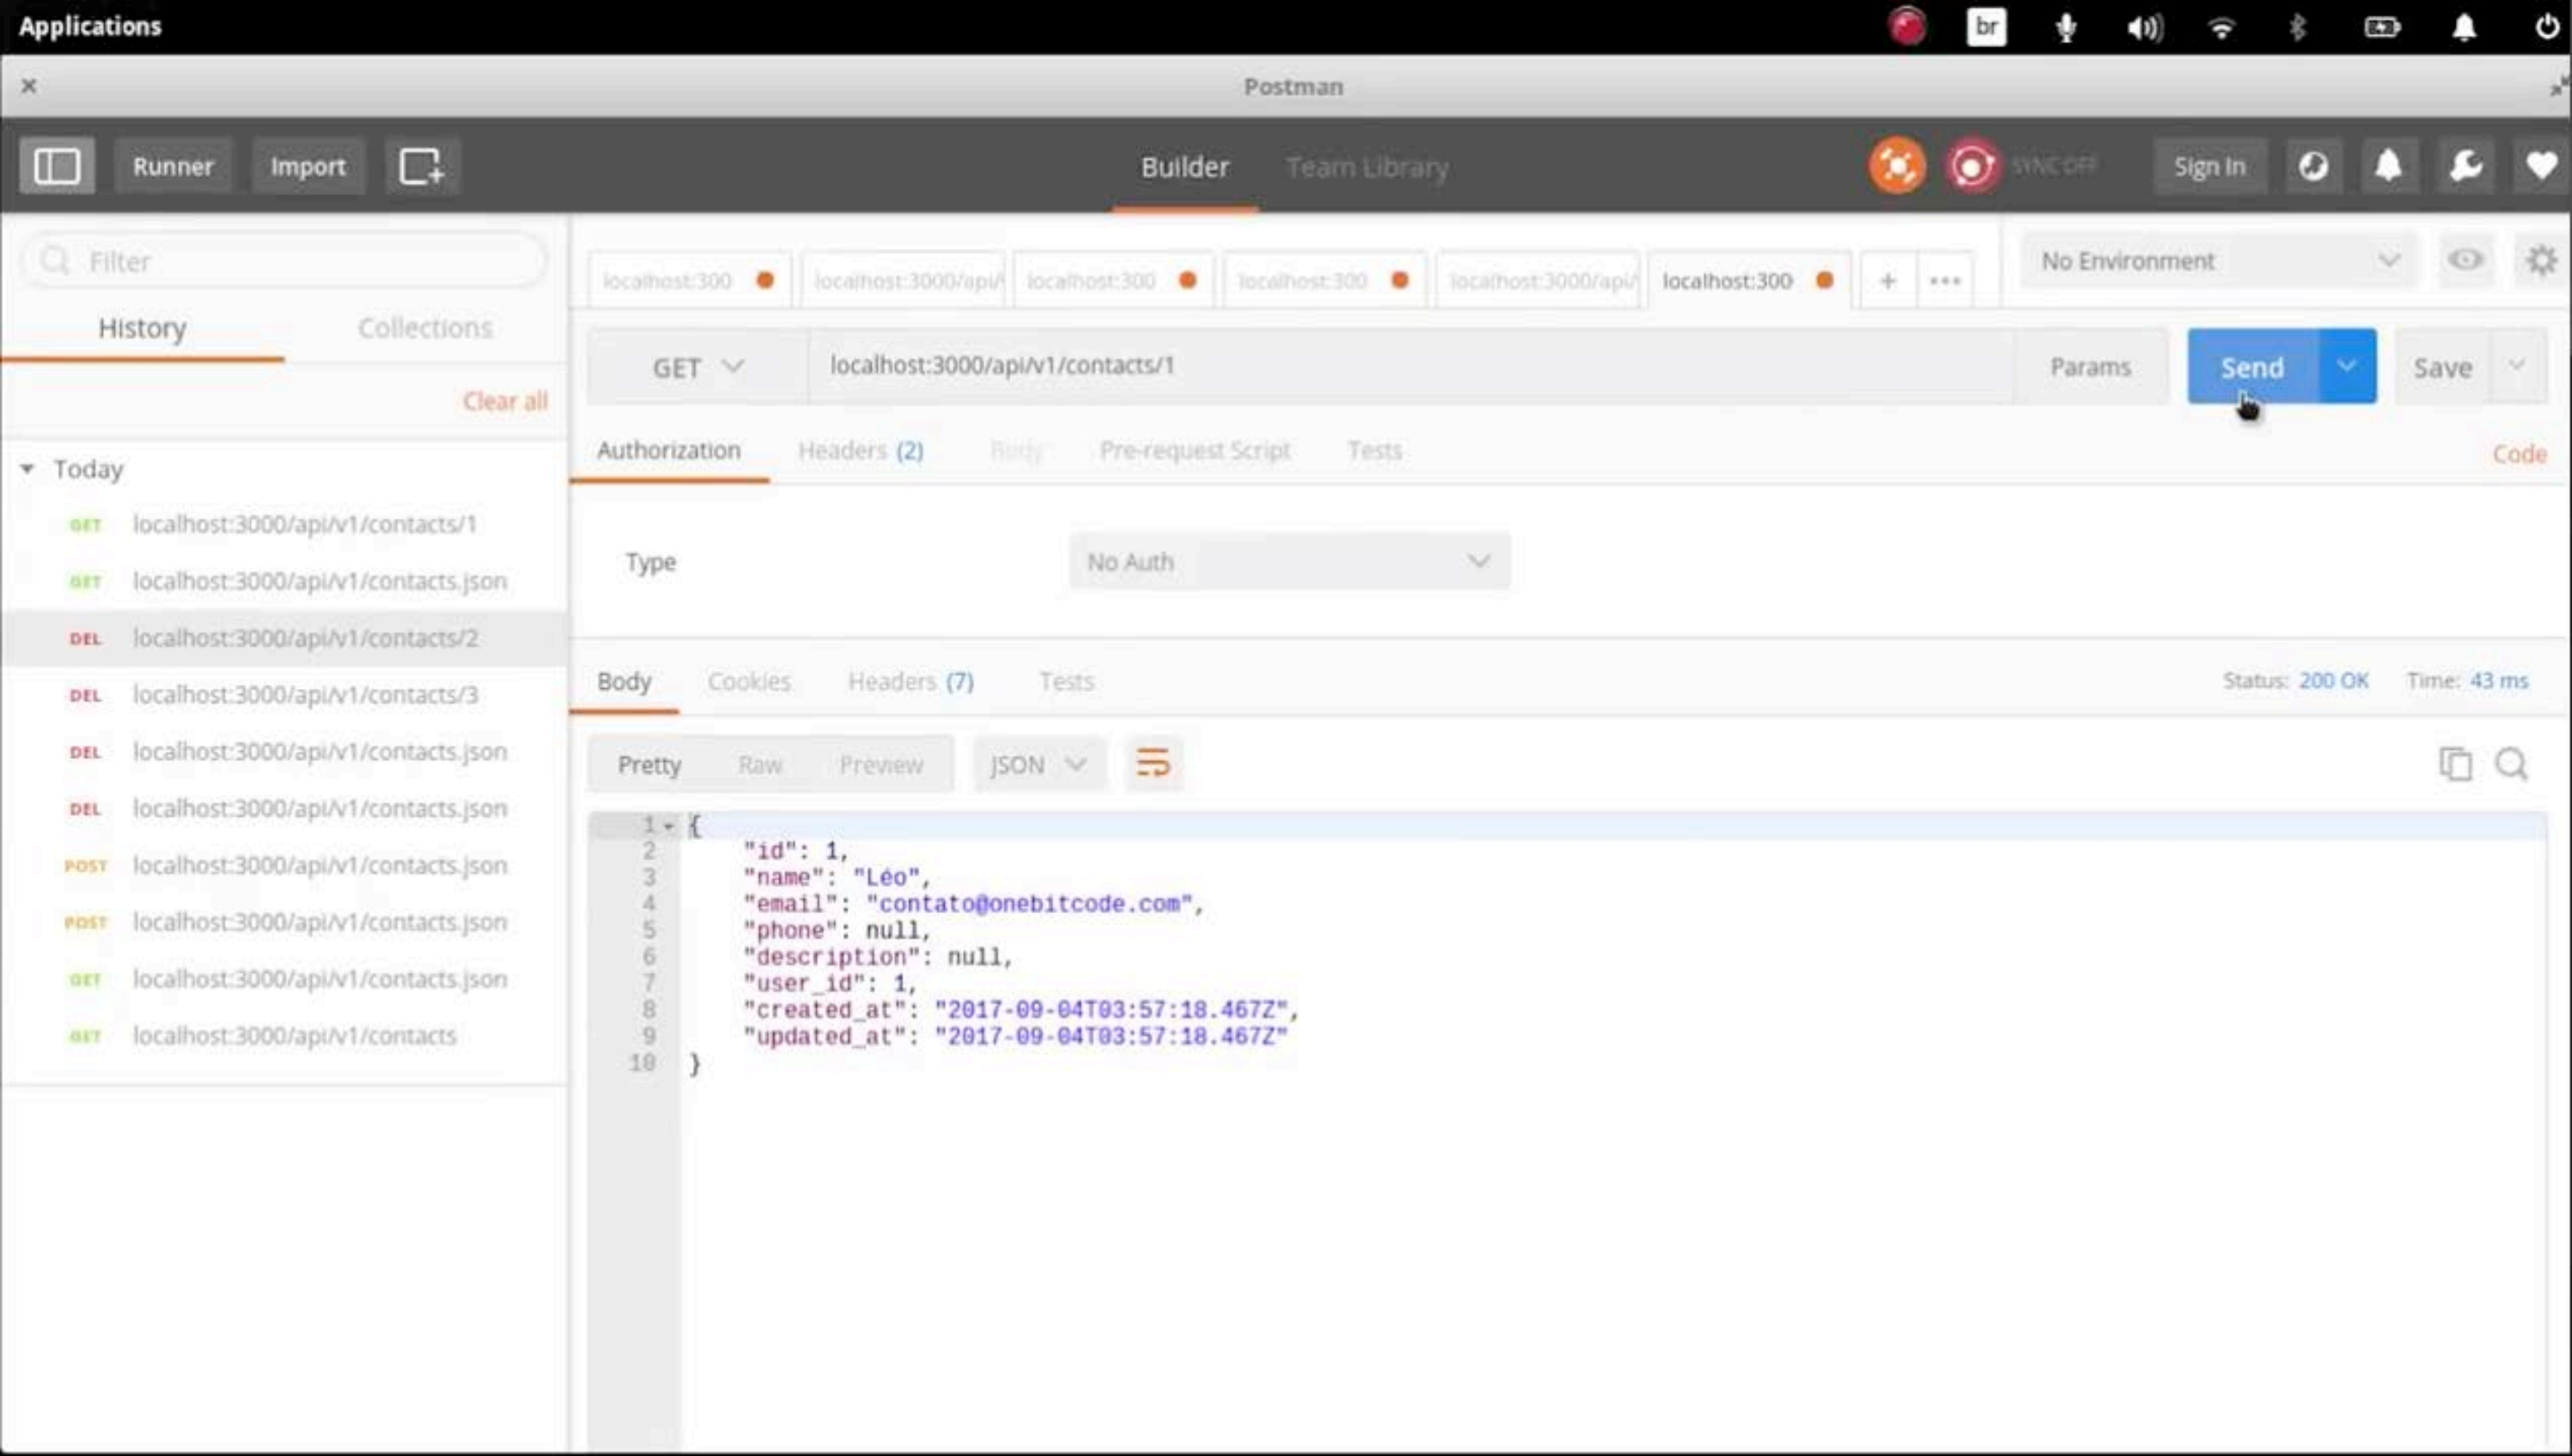 Applications
br
Postman
Runner Import Builder Team Library SYNC OFF Sign In
Filter
History Collections
Clear all
Today
GET localhost:3000/api/v1/contacts/1
GET localhost:3000/api/v1/contacts.json
DEL localhost:3000/api/v1/contacts/2
DEL localhost:3000/api/v1/contacts/3
DEL localhost:3000/api/v1/contacts.json
DEL localhost:3000/api/v1/contacts.json
POST localhost:3000/api/v1/contacts.json
POST localhost:3000/api/v1/contacts.json
GET localhost:3000/api/v1/contacts.json
GET localhost:3000/api/v1/contacts
localhost:300 localhost:3000/api/ localhost:300 localhost:300 localhost:3000/api/ localhost:300 + ••• No Environment
GET localhost:3000/api/v1/contacts/1 Params Send Save
Authorization Headers (2) Body Pre-request Script Tests Code
Type No Auth
Body Cookies Headers (7) Tests Status: 200 OK Time: 43 ms
Pretty Raw Preview JSON
1 {
2 "id": 1,
3 "name": "Léo",
4 "email": "contato@onebitcode.com",
5 "phone": null,
6 "description": null,
7 "user_id": 1,
8 "created_at": "2017-09-04T03:57:18.467Z",
9 "updated_at": "2017-09-04T03:57:18.467Z"
10 }